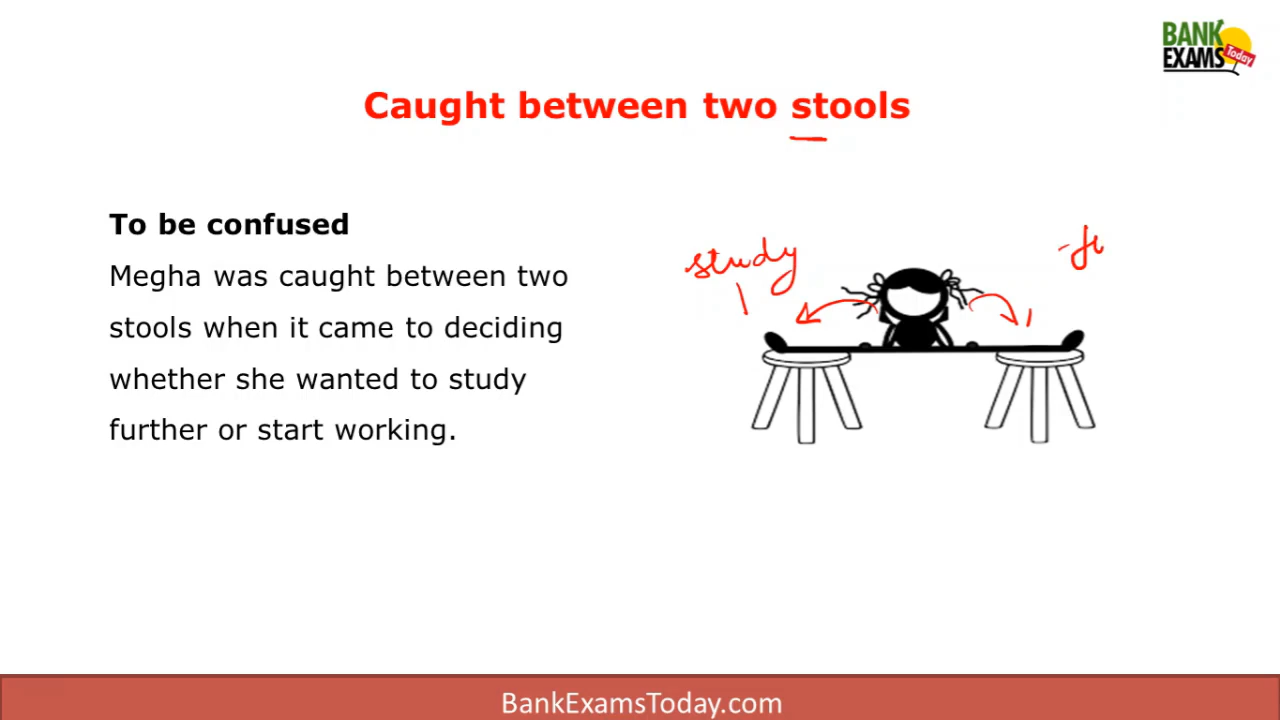 BANK
EXAMS Today
Caught between two stools
To be confused
Megha was caught between two
stools when it came to deciding
whether she wanted to study
further or start working.
study
BankExamsToday.com